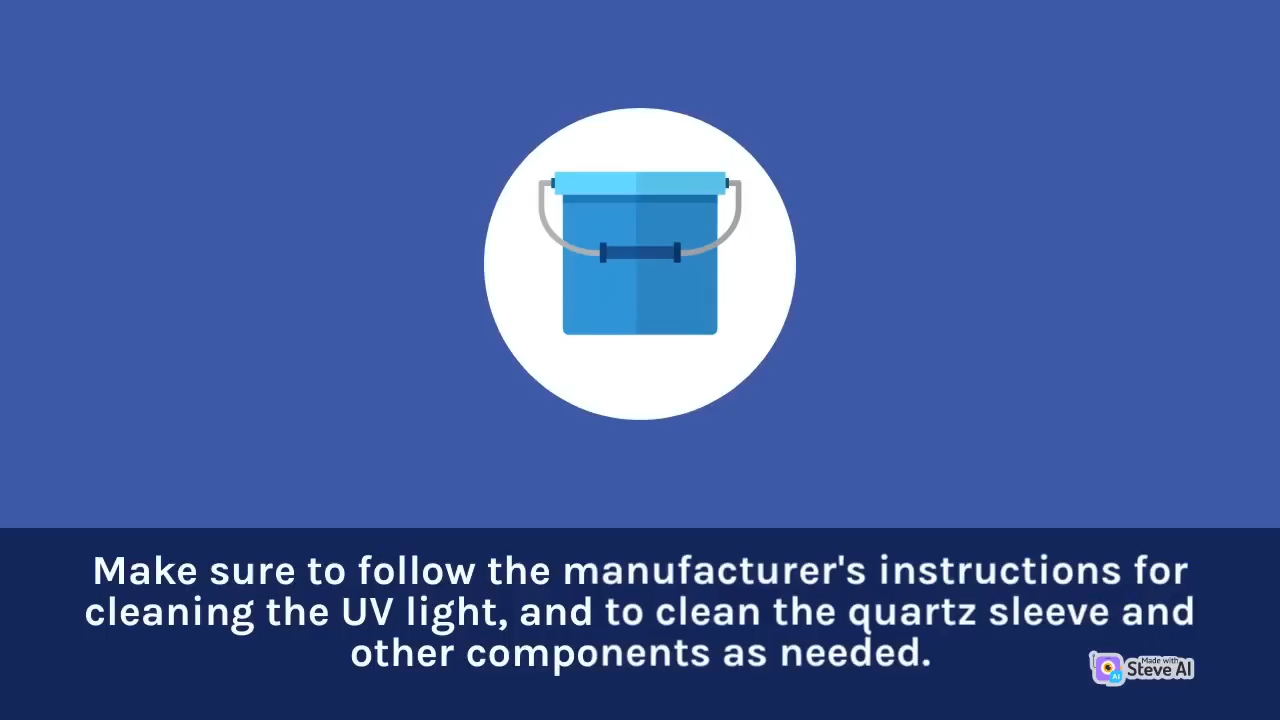 Make sure to follow the manufacturer's instructions for
cleaning the UV light, and to clean the quartz sleeve and
other components as needed.
Made with
Steve AI
AI